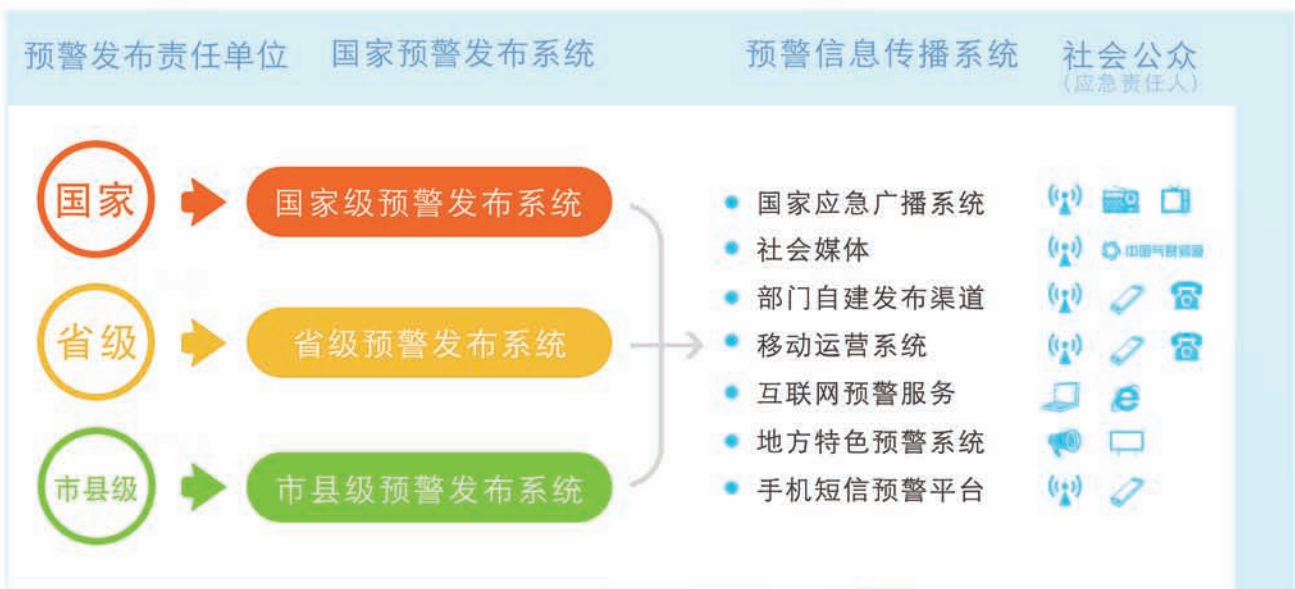 预警发布责任单位 国家预警发布系统 预警信息传播系统 社会公众
(应急责任人)
国家 国家级预警发布系统
省级 省级预警发布系统
市县级 市县级预警发布系统
国家应急广播系统
社会媒体 中国气象频道
部门自建发布渠道
移动运营系统
互联网预警服务
地方特色预警系统
手机短信预警平台